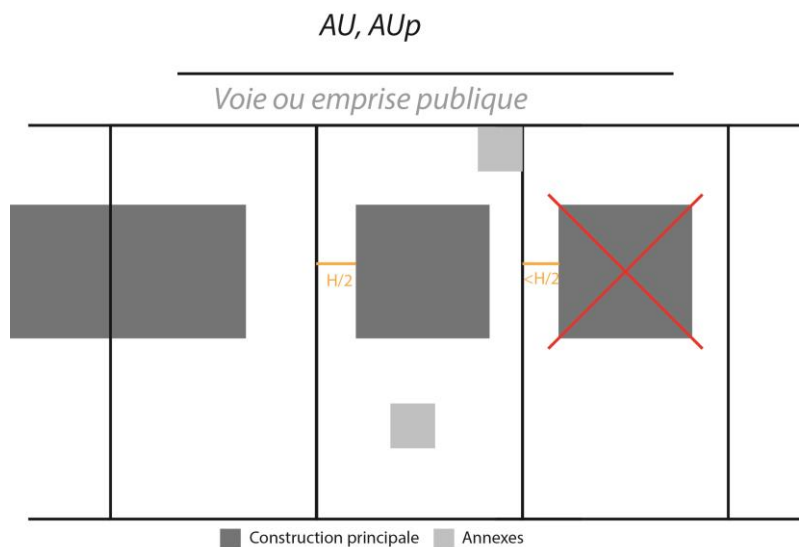 AU, AUp
Voie ou emprise publique
H/2
<H/2
Construction principale
Annexes